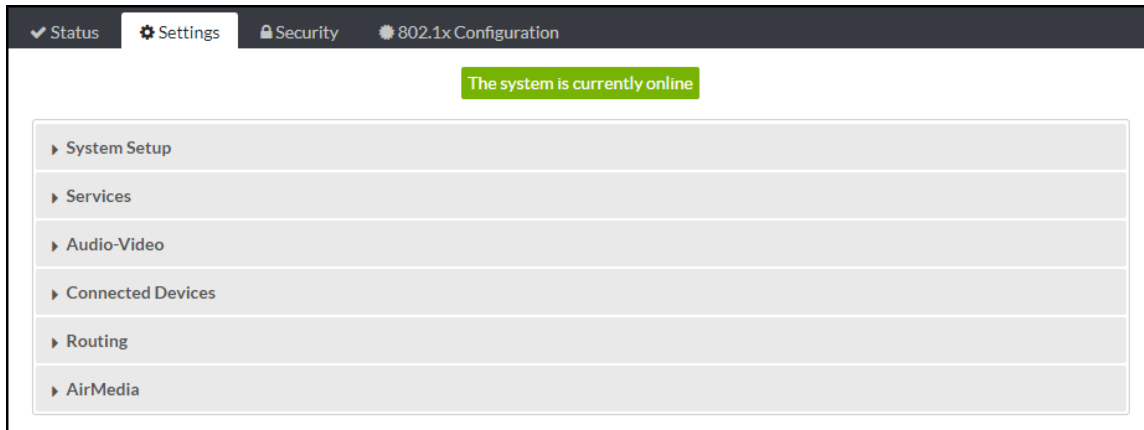 Status Settings Security 802.1x Configuration
The system is currently online
System Setup
Services
Audio-Video
Connected Devices
Routing
AirMedia